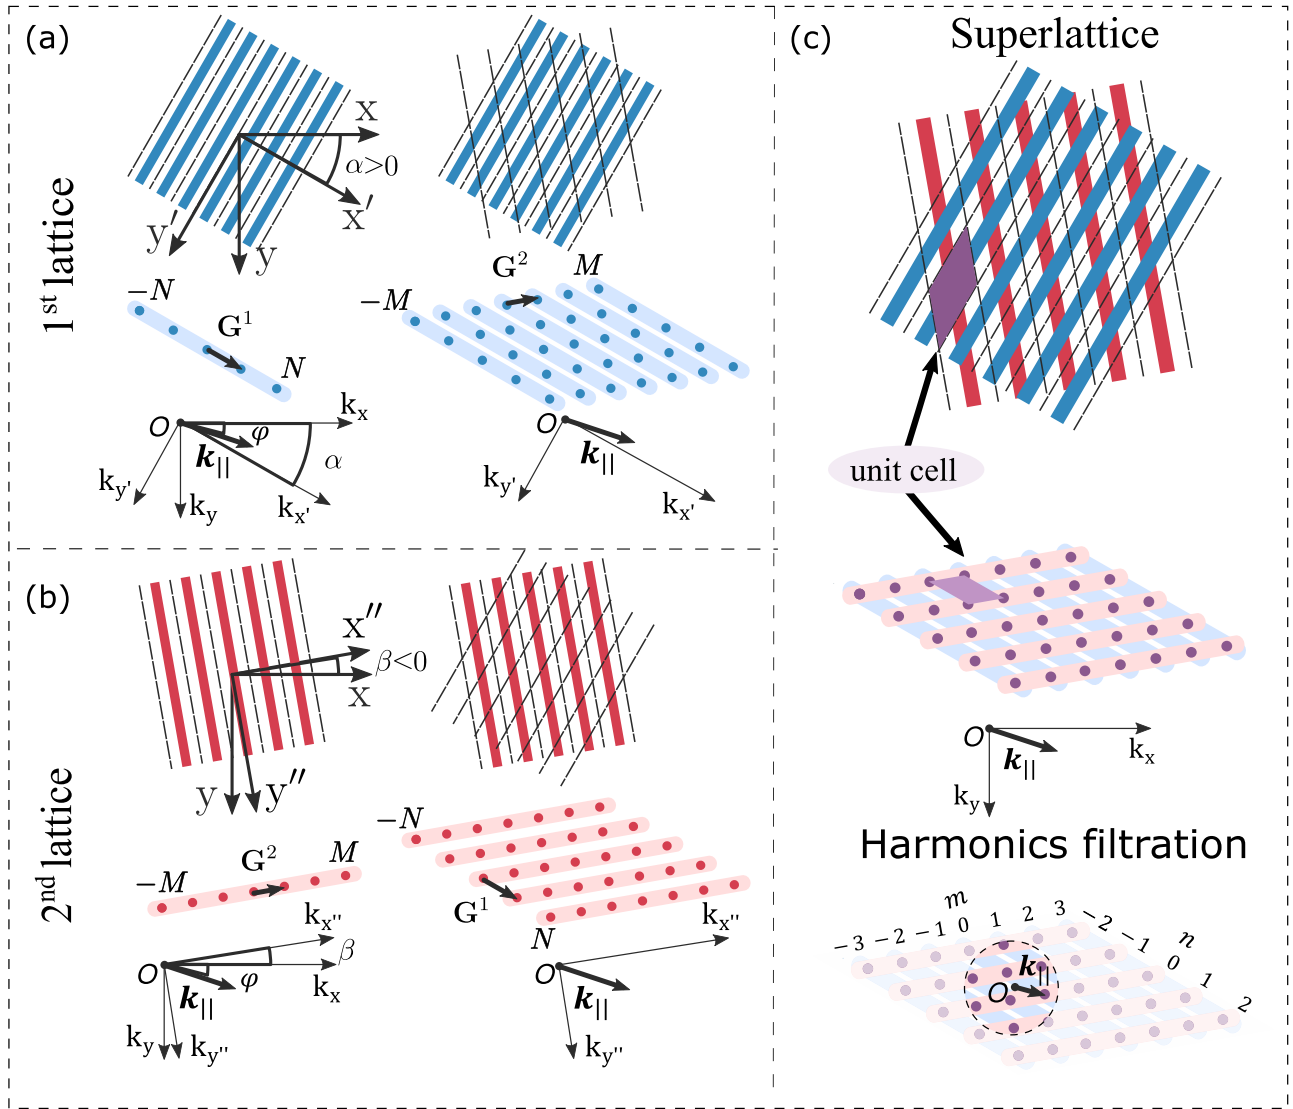 (a)
1st lattice
x
α>0
x′
y′
y
−N
G1
N
O
φ
kx
k||
α
ky′
ky
kx′
G2
M
−M
O
k||
ky′
kx′
(b)
2nd lattice
x″
β<0
x
y
y″
G2
M
−M
kx″
O
β
k||
φ
kx
ky
ky″
−N
G1
N
kx″
O
k||
ky″
(c)
Superlattice
unit cell
O
k||
kx
ky
Harmonics filtration
m
−3 −2 −1 0 1 2 3
−2 −1 0 1 2
n
k||
O